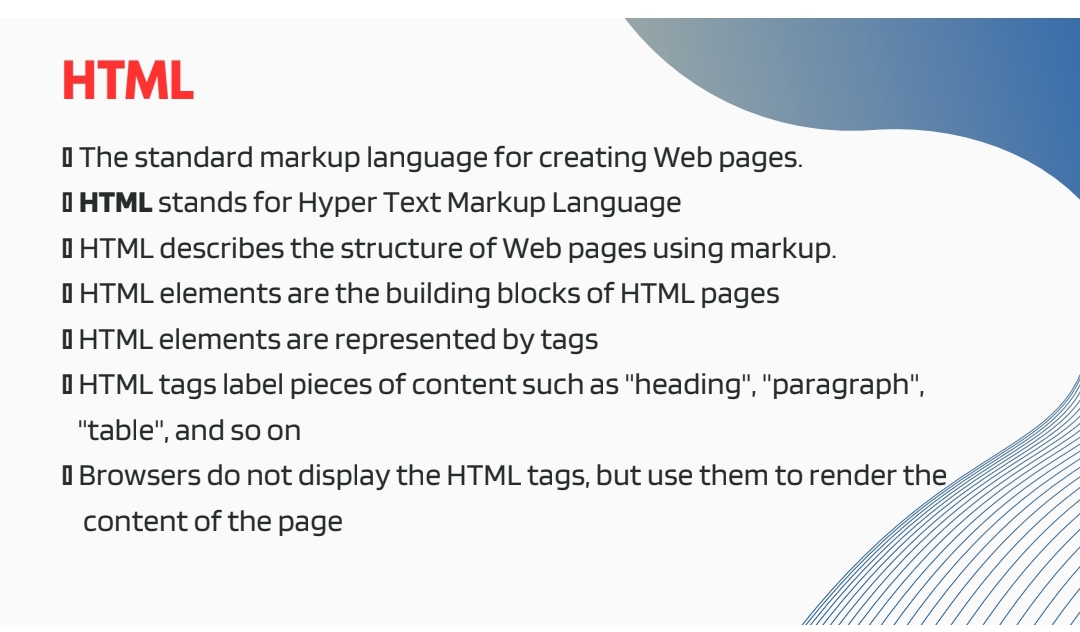 HTML
▯ The standard markup language for creating Web pages.
▯ HTML stands for Hyper Text Markup Language
▯ HTML describes the structure of Web pages using markup.
▯ HTML elements are the building blocks of HTML pages
▯ HTML elements are represented by tags
▯ HTML tags label pieces of content such as "heading", "paragraph",
"table", and so on
▯ Browsers do not display the HTML tags, but use them to render the
content of the page